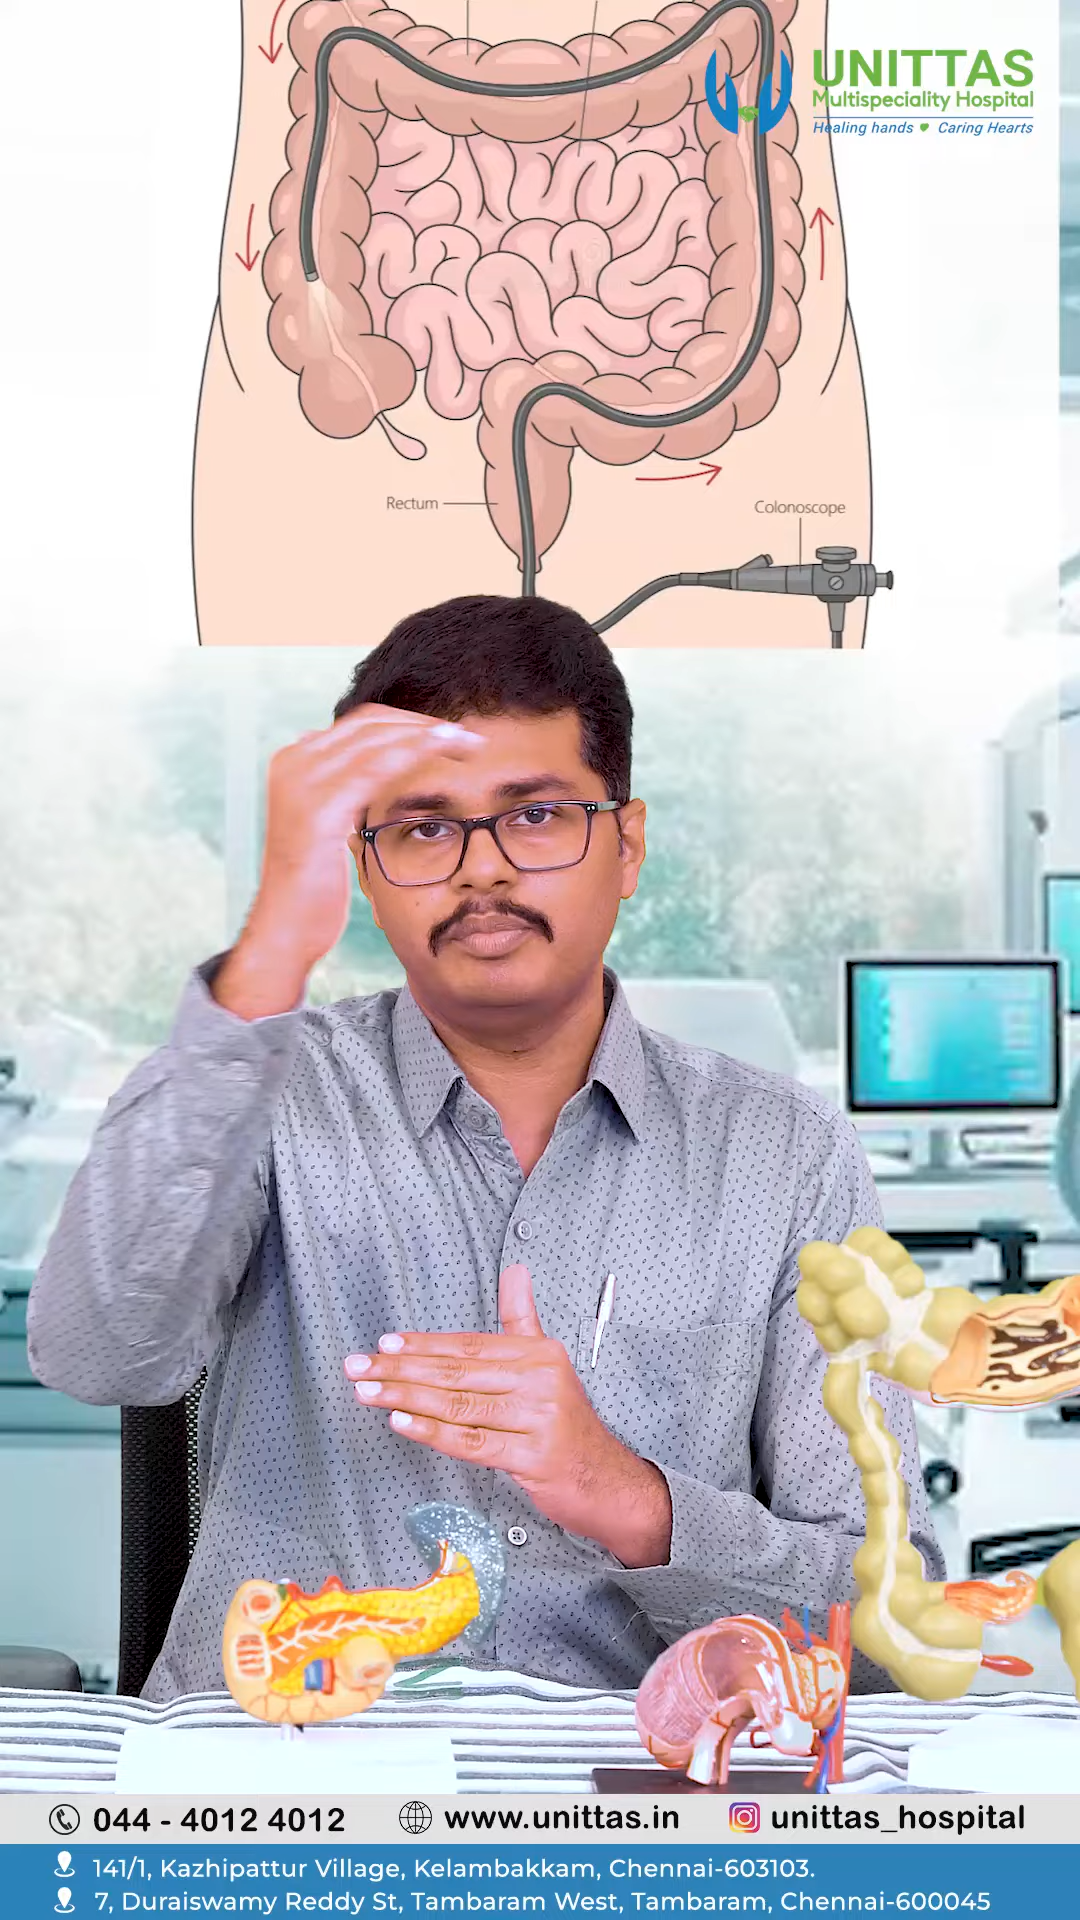 UNITTAS
Multispeciality Hospital
Healing hands Caring Hearts
Rectum
Colonoscope
044 - 4012 4012 www.unittas.in unittas_hospital
141/1, Kazhipattur Village, Kelambakkam, Chennai-603103.
7, Duraiswamy Reddy St, Tambaram West, Tambaram, Chennai-600045